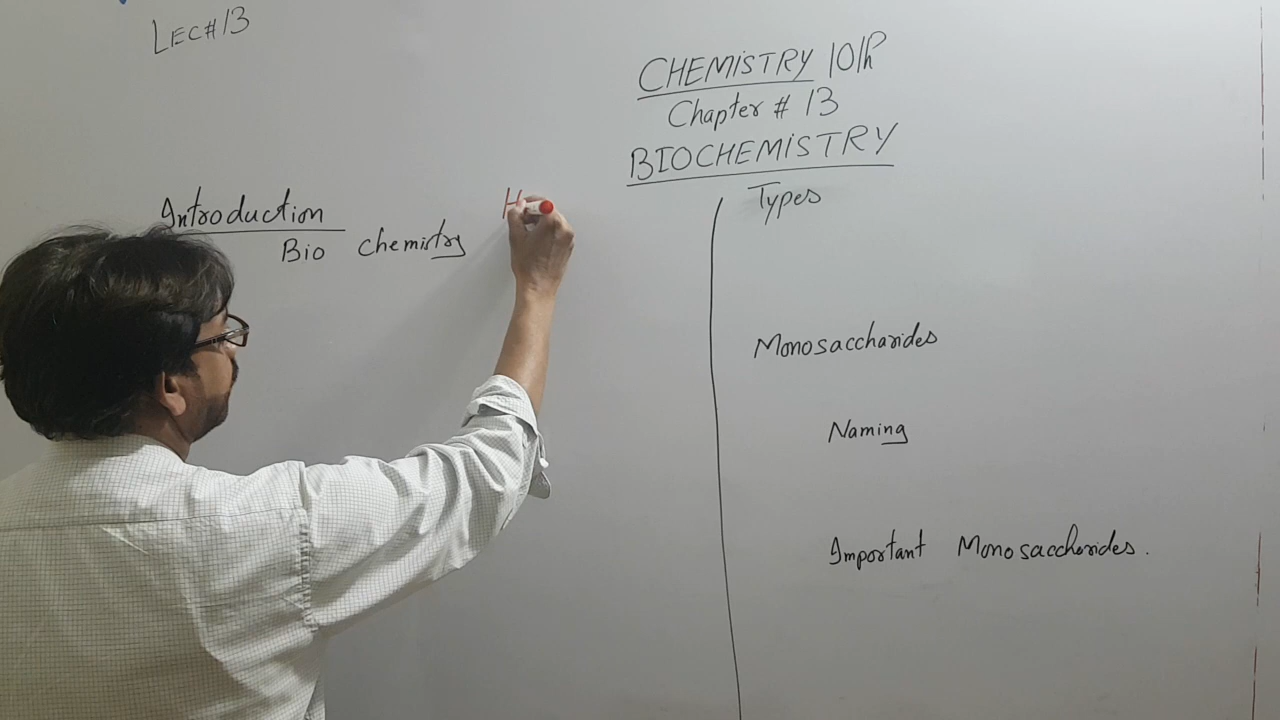 LEC#13
CHEMISTRY 10th
Chapter # 13
BIOCHEMISTRY
Introduction
Bio chemistry
H
Types
Monosaccharides
Naming
Important Monosaccharides.